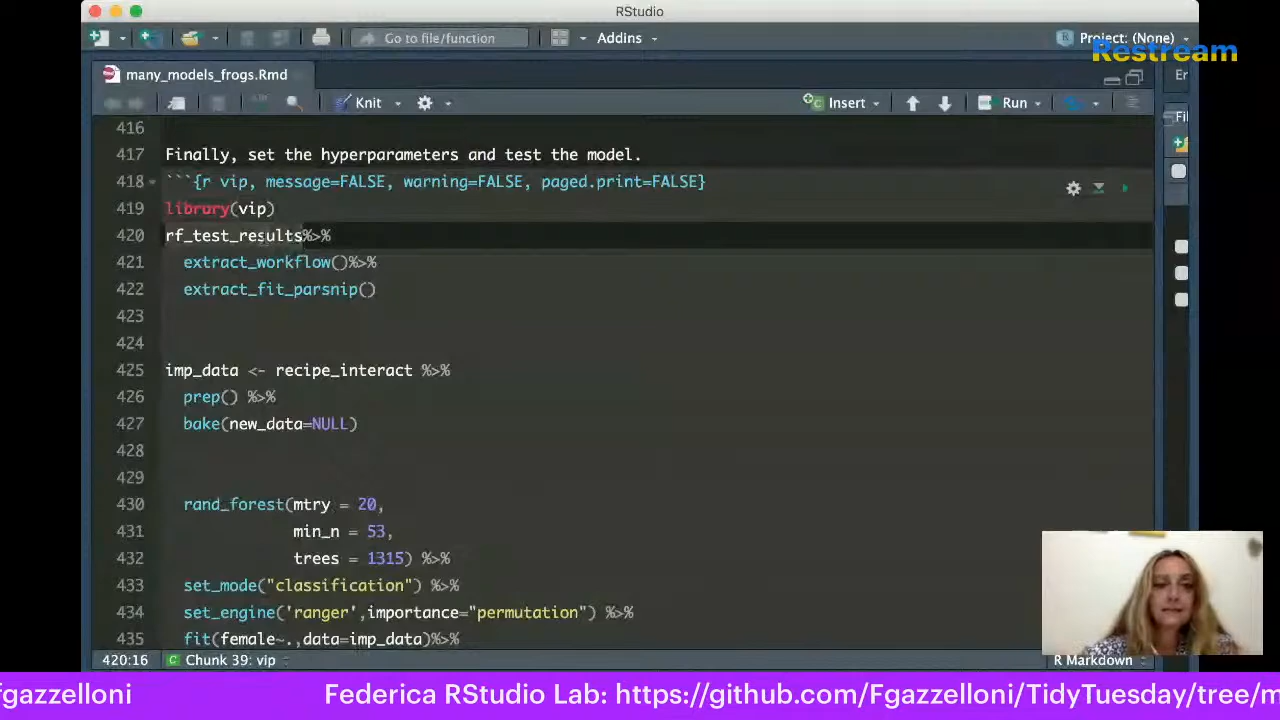 RStudio
Go to file/function
Addins
Project: (None)
Restream
many_models_frogs.Rmd
Er
Knit
Insert
Run
Fil
416
417 Finally, set the hyperparameters and test the model.
418 ```{r vip, message=FALSE, warning=FALSE, paged.print=FALSE}
419 library(vip)
420 rf_test_results%>%
421 extract_workflow()%>%
422 extract_fit_parsnip()
423
424
425 imp_data <- recipe_interact %>%
426 prep() %>%
427 bake(new_data=NULL)
428
429
430 rand_forest(mtry = 20,
431 min_n = 53,
432 trees = 1315) %>%
433 set_mode("classification") %>%
434 set_engine('ranger',importance="permutation") %>%
435 fit(female~.,data=imp_data)%>%
420:16 Chunk 39: vip R Markdown
fgazzelloni Federica RStudio Lab: https://github.com/Fgazzelloni/TidyTuesday/tree/m